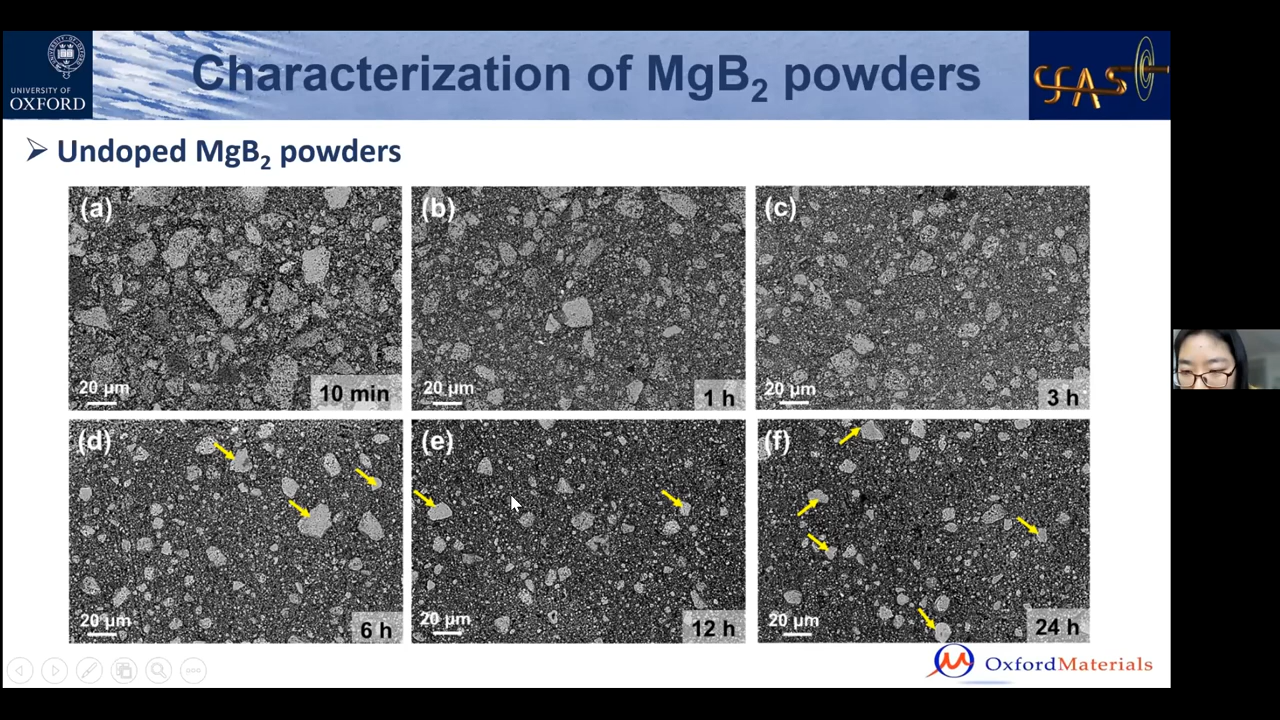 UNIVERSITY OF
OXFORD
Characterization of MgB₂ powders
SFAS
Undoped MgB₂ powders
(a)
20 μm
10 min
(b)
20 μm
1 h
(c)
20 μm
3 h
(d)
20 μm
6 h
(e)
20 μm
12 h
(f)
20 μm
24 h
OxfordMaterials